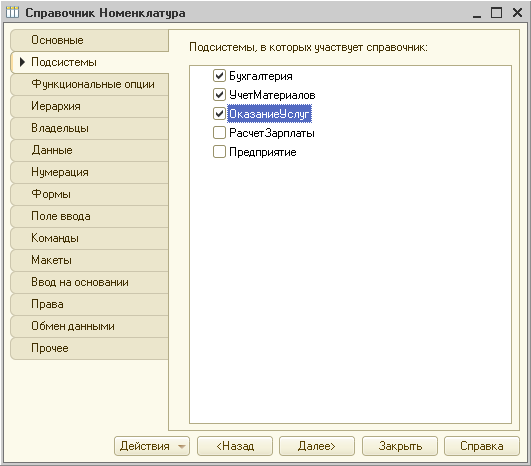 Справочник Номенклатура
Основные
Подсистемы
Функциональные опции
Иерархия
Владельцы
Данные
Нумерация
Формы
Поле ввода
Команды
Макеты
Ввод на основании
Права
Обмен данными
Прочее
Подсистемы, в которых участвует справочник:
Бухгалтерия
УчетМатериалов
ОказаниеУслуг
РасчетЗарплаты
Предприятие
Действия
<Назад
Далее>
Закрыть
Справка